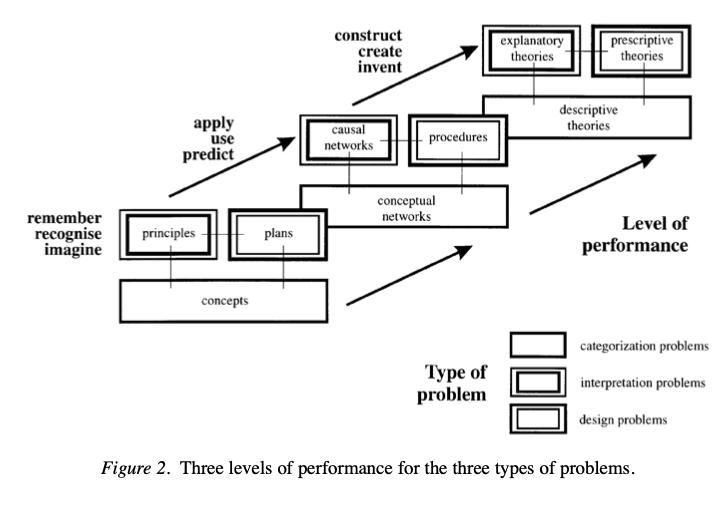 construct
create
invent
explanatory
theories
prescriptive
theories
descriptive
theories
apply
use
predict
causal
networks
procedures
conceptual
networks
remember
recognise
imagine
principles
plans
concepts
Level of
performance
Type of
problem
categorization problems
interpretation problems
design problems
Figure 2. Three levels of performance for the three types of problems.